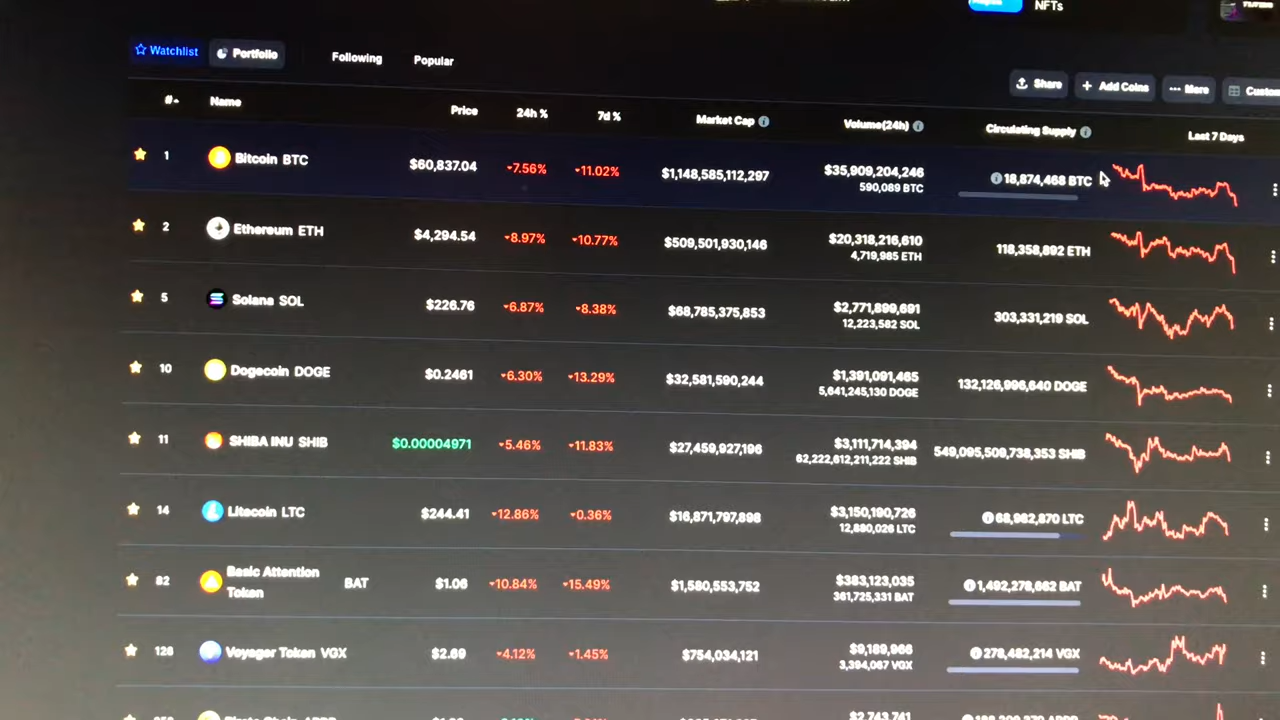 NFTs
Watchlist Portfolio Following Popular
Share + Add Coins ... More
# Name Price 24h % 7d % Market Cap Volume(24h) Circulating Supply Last 7 Days
1 Bitcoin BTC $60,837.04 7.56% 11.02% $1,148,585,112,297 $35,909,204,246 18,874,468 BTC
590,089 BTC
2 Ethereum ETH $4,294.54 8.97% 10.77% $509,501,930,146 $20,318,216,610 118,358,892 ETH
4,719,985 ETH
5 Solana SOL $226.76 6.87% 8.38% $68,785,375,853 $2,771,899,691 303,331,219 SOL
12,223,582 SOL
10 Dogecoin DOGE $0.2461 6.30% 13.29% $32,581,590,244 $1,391,091,465 132,126,996,640 DOGE
5,641,245,130 DOGE
11 SHIBA INU SHIB $0.00004971 5.46% 11.83% $27,459,927,196 $3,111,714,394 549,095,509,738,353 SHIB
62,222,612,211,222 SHIB
14 Litecoin LTC $244.41 12.86% 0.36% $16,871,797,898 $3,150,190,726 68,982,870 LTC
12,890,026 LTC
82 Basic Attention Token BAT $1.06 10.84% 15.49% $1,580,553,752 $383,123,035 1,492,278,662 BAT
361,725,331 BAT
126 Voyager Token VGX $2.69 4.12% 1.45% $754,034,121 $9,189,966 278,482,214 VGX
3,394,067 VGX
$2,743,741